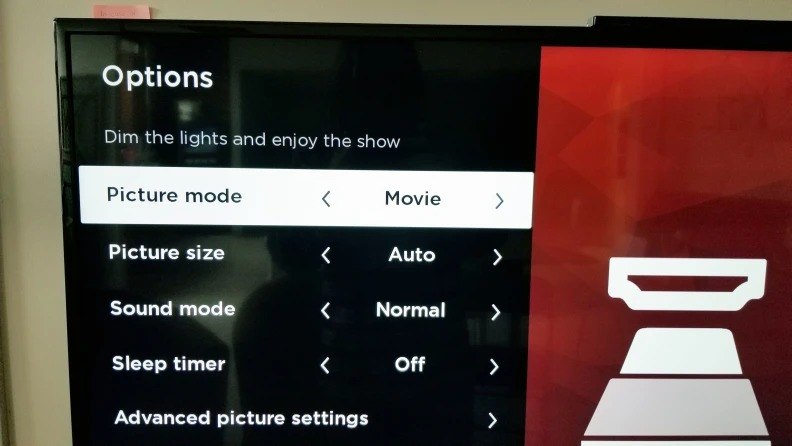 Options
Dim the lights and enjoy the show
Picture mode < Movie >
Picture size < Auto >
Sound mode < Normal >
Sleep timer < Off >
Advanced picture settings >